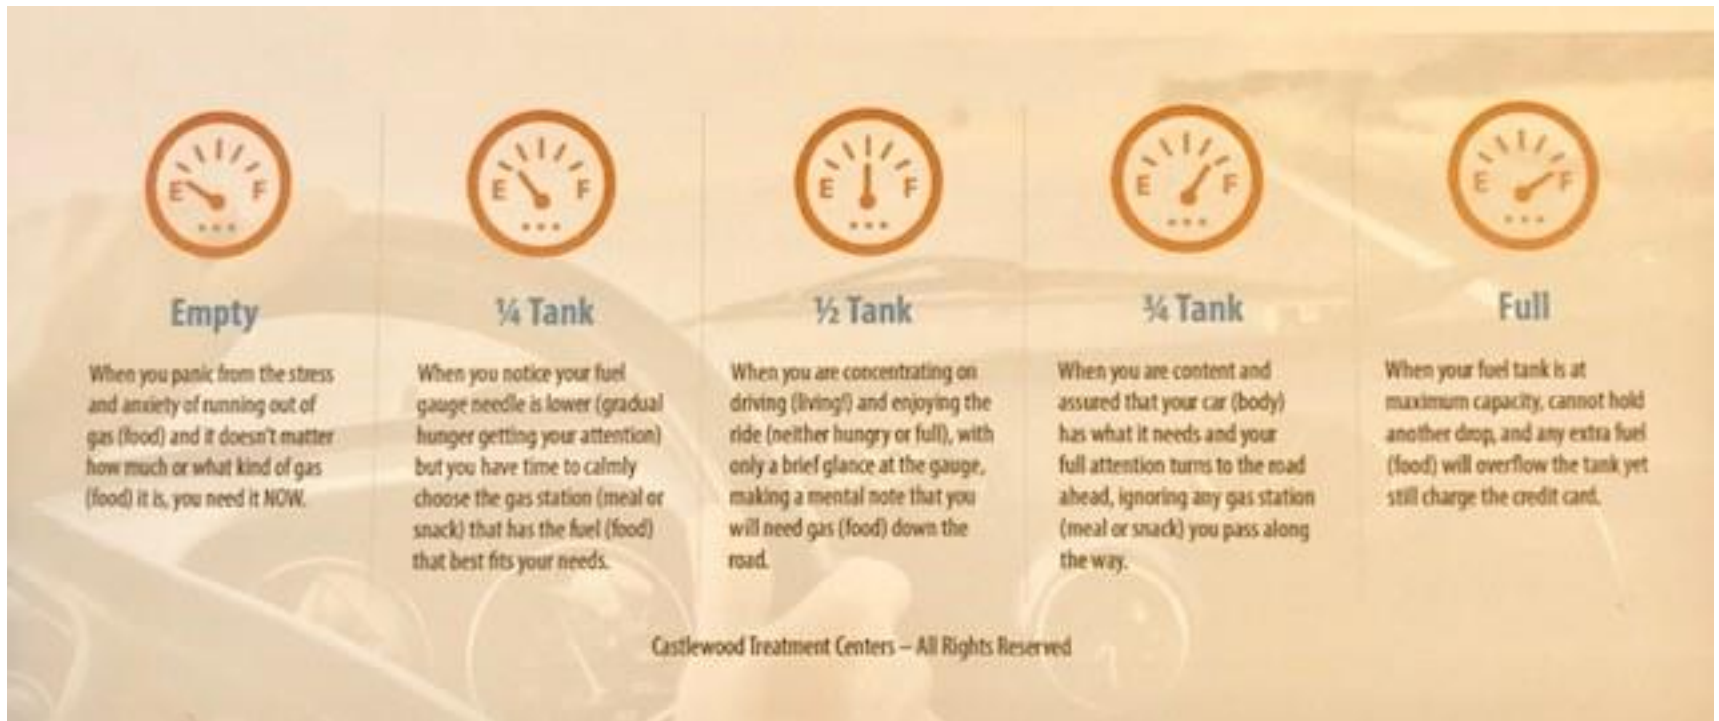 E F
E F
E F
E F
E F
Empty
When you panic from the stress
and anxiety of running out of
gas (food) and it doesn't matter
how much or what kind of gas
(food) it is, you need it NOW.
¼ Tank
When you notice your fuel
gauge needle is lower (gradual
hunger getting your attention)
but you have time to calmly
choose the gas station (meal or
snack) that has the fuel (food)
that best fits your needs.
½ Tank
When you are concentrating on
driving (living!) and enjoying the
ride (neither hungry or full), with
only a brief glance at the gauge,
making a mental note that you
will need gas (food) down the
road.
¾ Tank
When you are content and
assured that your car (body)
has what it needs and your
full attention turns to the road
ahead, ignoring any gas station
(meal or snack) you pass along
the way.
Full
When your fuel tank is at
maximum capacity, cannot hold
another drop, and any extra fuel
(food) will overflow the tank yet
still charge the credit card.
Castlewood Treatment Centers – All Rights Reserved